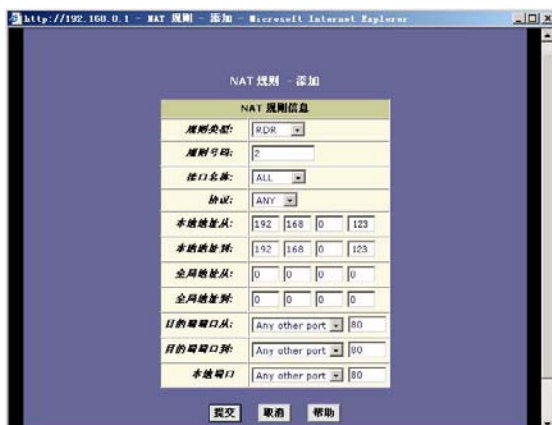 http://192.168.0.1 - NAT 规则 - 添加 - Microsoft Internet Explorer
NAT 规则 - 添加
NAT 规则信息
规则类型: RDR
规则号码: 2
接口名称: ALL
协议: ANY
本地地址从: 192 168 0 123
本地地址到: 192 168 0 123
全局地址从: 0 0 0 0
全局地址到: 0 0 0 0
目的端端口从: Any other port 80
目的端端口到: Any other port 80
本地端口 Any other port 80
提交 取消 帮助